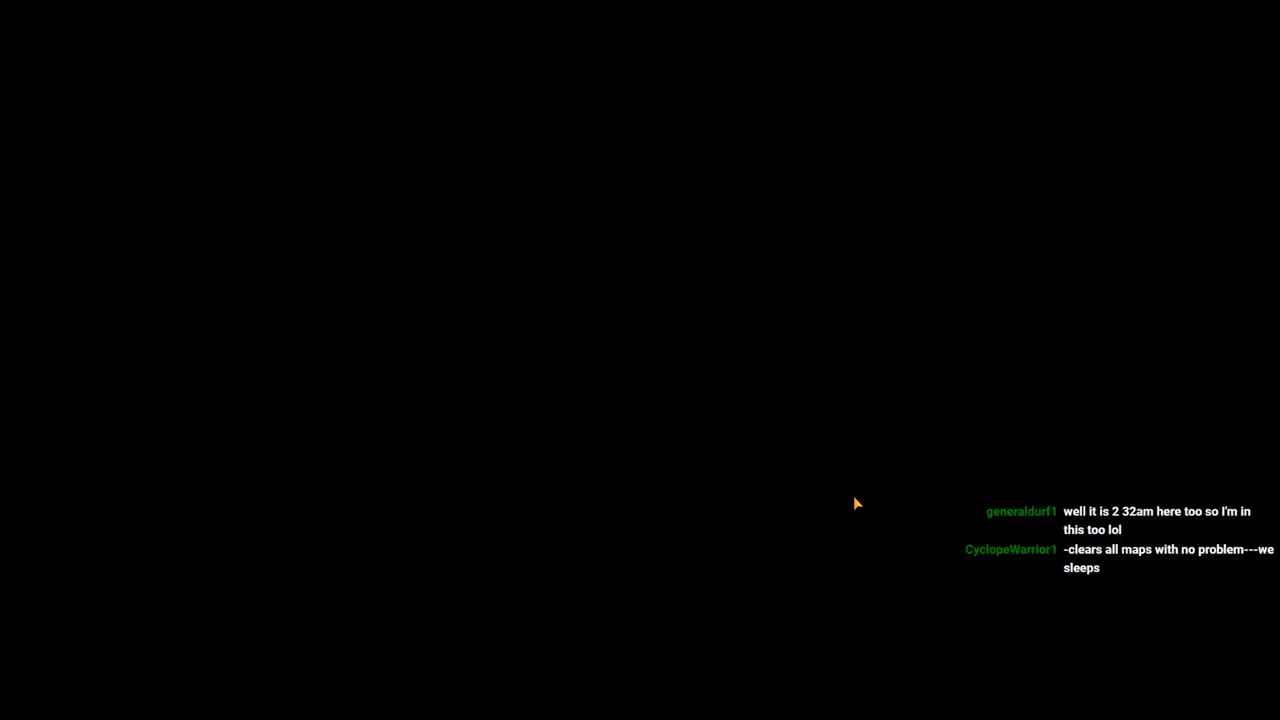 generaldurf1 well it is 2 32am here too so I'm in
this too lol
CyclopeWarrior1 -clears all maps with no problem---we
sleeps